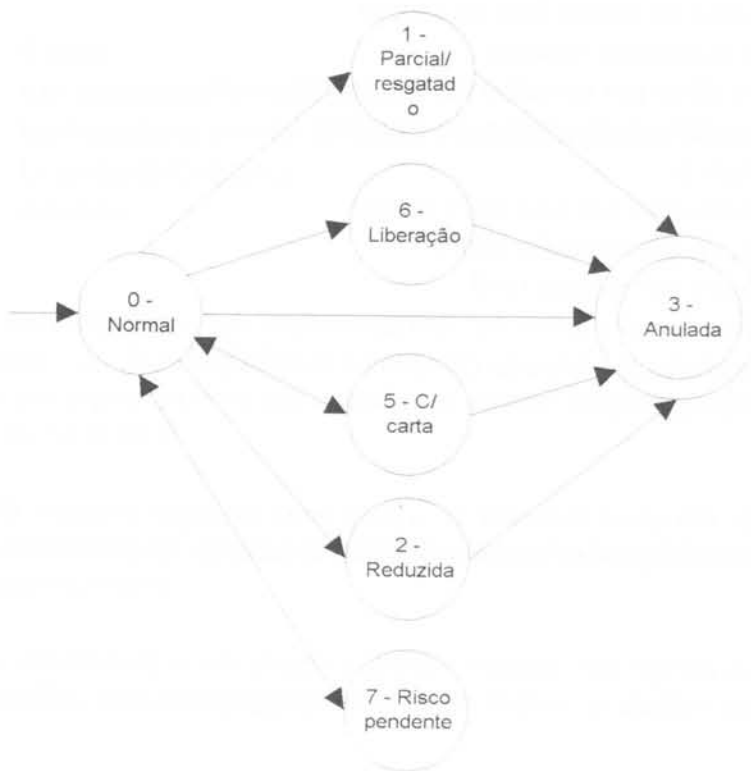 1 -
Parcial/
resgatad
o
6 -
Liberação
0 -
Normal
3 -
Anulada
5 - C/
carta
2 -
Reduzida
7 - Risco
pendente